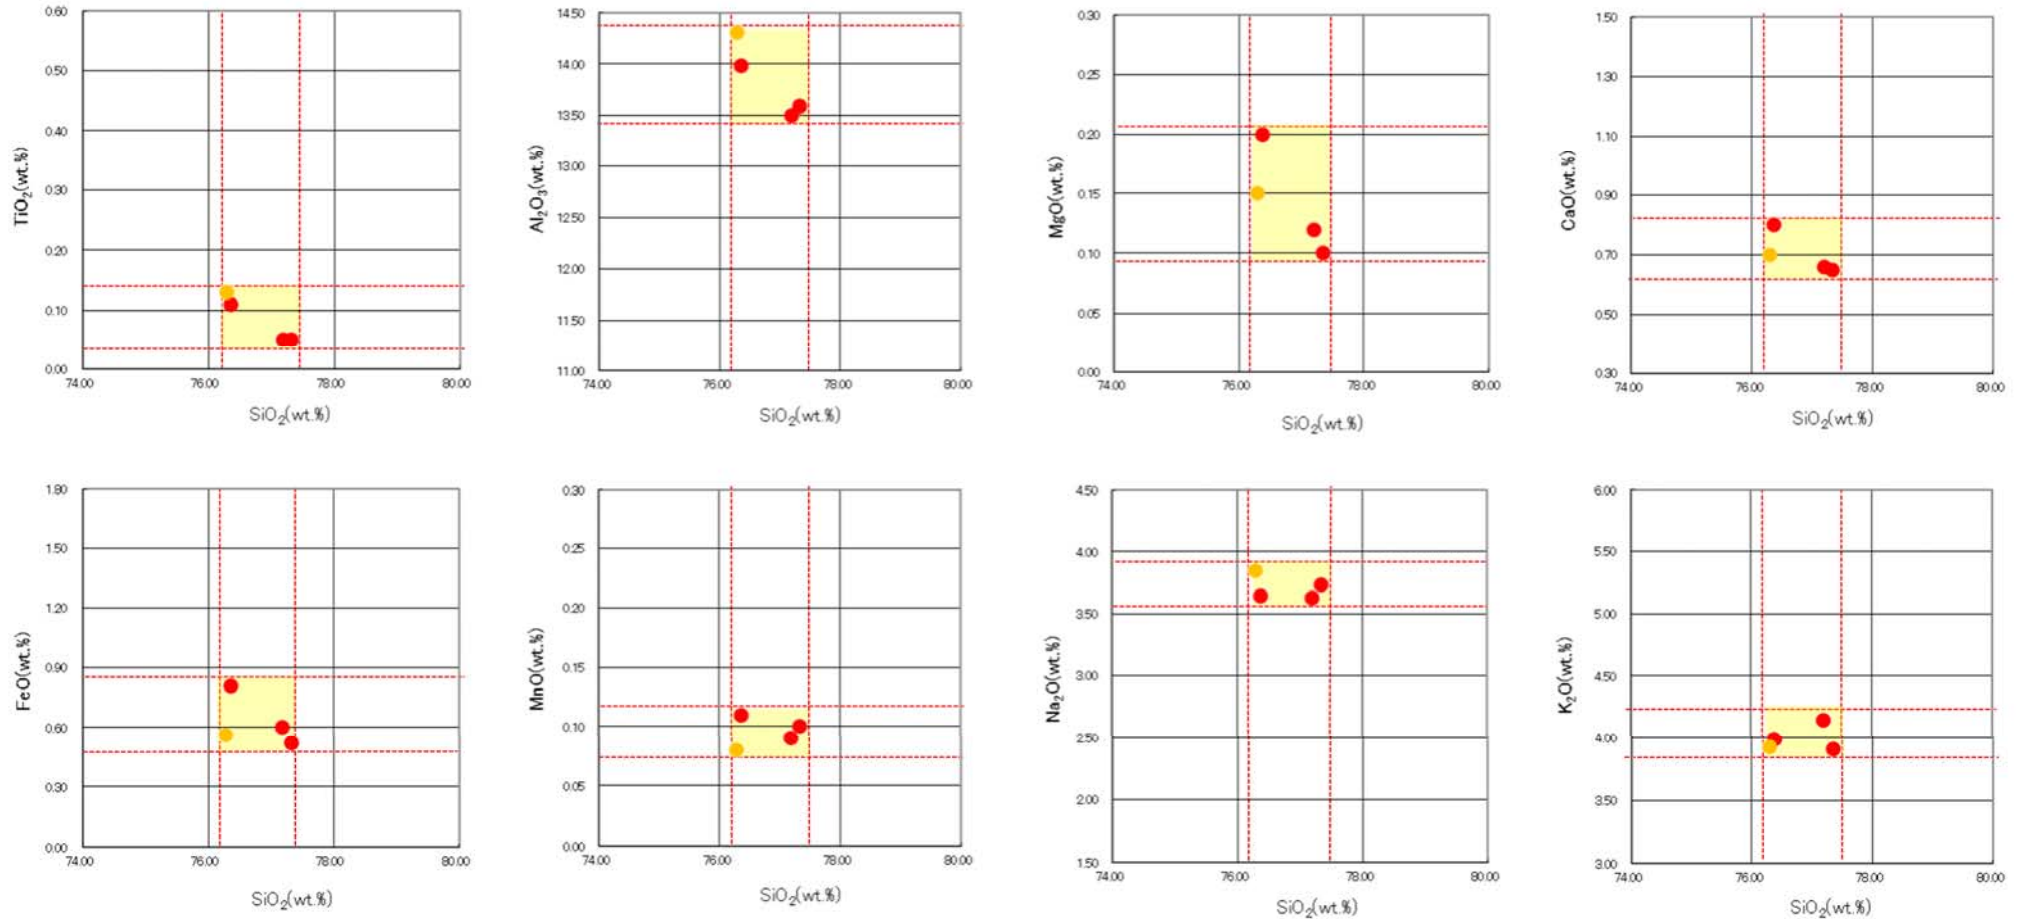 0.60
0.50
0.40
0.30
0.20
0.10
0.00
74.00 76.00 78.00 80.00
TiO2(wt.%)
SiO2(wt.%)
14.50
14.00
13.50
13.00
12.50
12.00
11.50
11.00
74.00 76.00 78.00 80.00
Al2O3(wt.%)
SiO2(wt.%)
0.30
0.25
0.20
0.15
0.10
0.05
0.00
74.00 76.00 78.00 80.00
MgO(wt.%)
SiO2(wt.%)
1.50
1.30
1.10
0.90
0.70
0.50
0.30
74.00 76.00 78.00 80.00
CaO(wt.%)
SiO2(wt.%)
1.80
1.50
1.20
0.90
0.60
0.30
0.00
74.00 76.00 78.00 80.00
FeO(wt.%)
SiO2(wt.%)
0.30
0.25
0.20
0.15
0.10
0.05
0.00
74.00 76.00 78.00 80.00
MnO(wt.%)
SiO2(wt.%)
4.50
4.00
3.50
3.00
2.50
2.00
1.50
74.00 76.00 78.00 80.00
Na2O(wt.%)
SiO2(wt.%)
6.00
5.50
5.00
4.50
4.00
3.50
3.00
74.00 76.00 78.00 80.00
K2O(wt.%)
SiO2(wt.%)